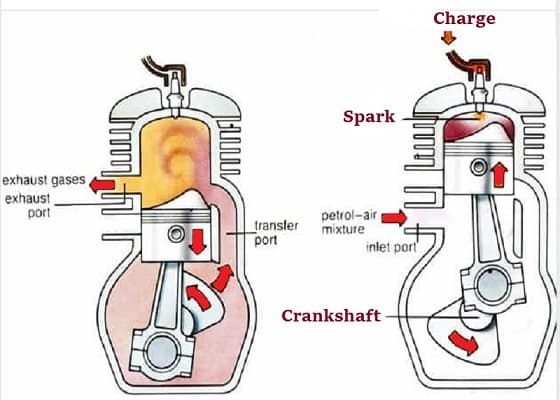 Charge
Spark
exhaust gases
exhaust
port
transfer
port
petrol–air
mixture
inlet port
Crankshaft